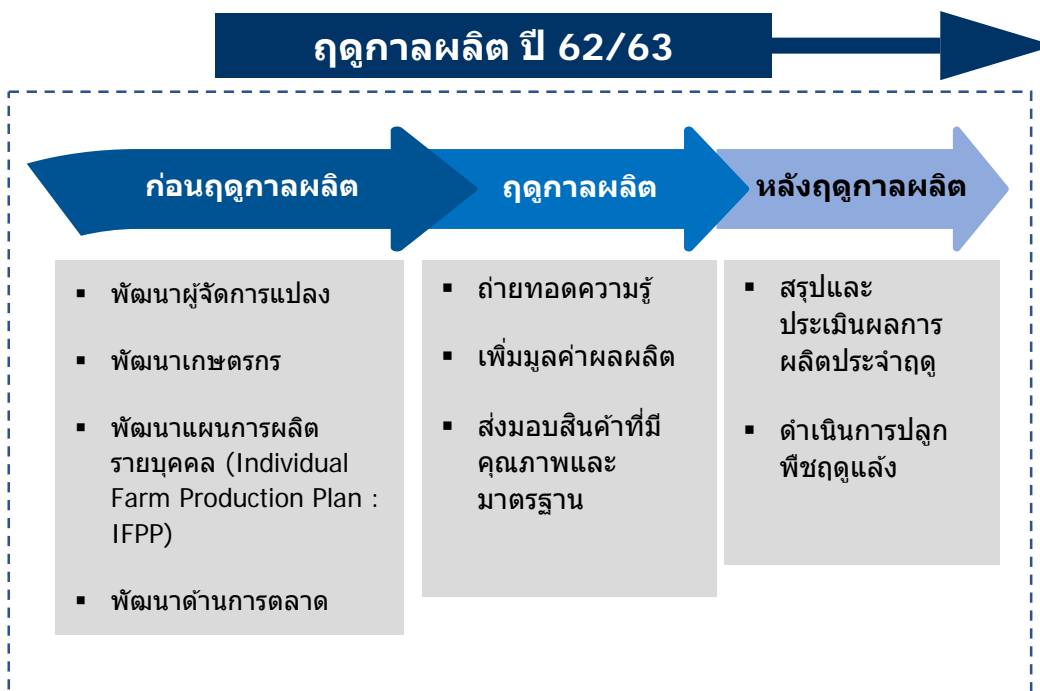 ฤดูกาลผลิต ปี 62/63
ก่อนฤดูกาลผลิต
ฤดูกาลผลิต
หลังฤดูกาลผลิต
▪ พัฒนาผู้จัดการแปลง
▪ พัฒนาเกษตรกร
▪ พัฒนาแผนการผลิต
รายบุคคล (Individual
Farm Production Plan :
IFPP)
▪ พัฒนาด้านการตลาด
▪ ถ่ายทอดความรู้
▪ เพิ่มมูลค่าผลผลิต
▪ ส่งมอบสินค้าที่มี
คุณภาพและ
มาตรฐาน
▪ สรุปและ
ประเมินผลการ
ผลิตประจำฤดู
▪ ดำเนินการปลูก
พืชฤดูแล้ง